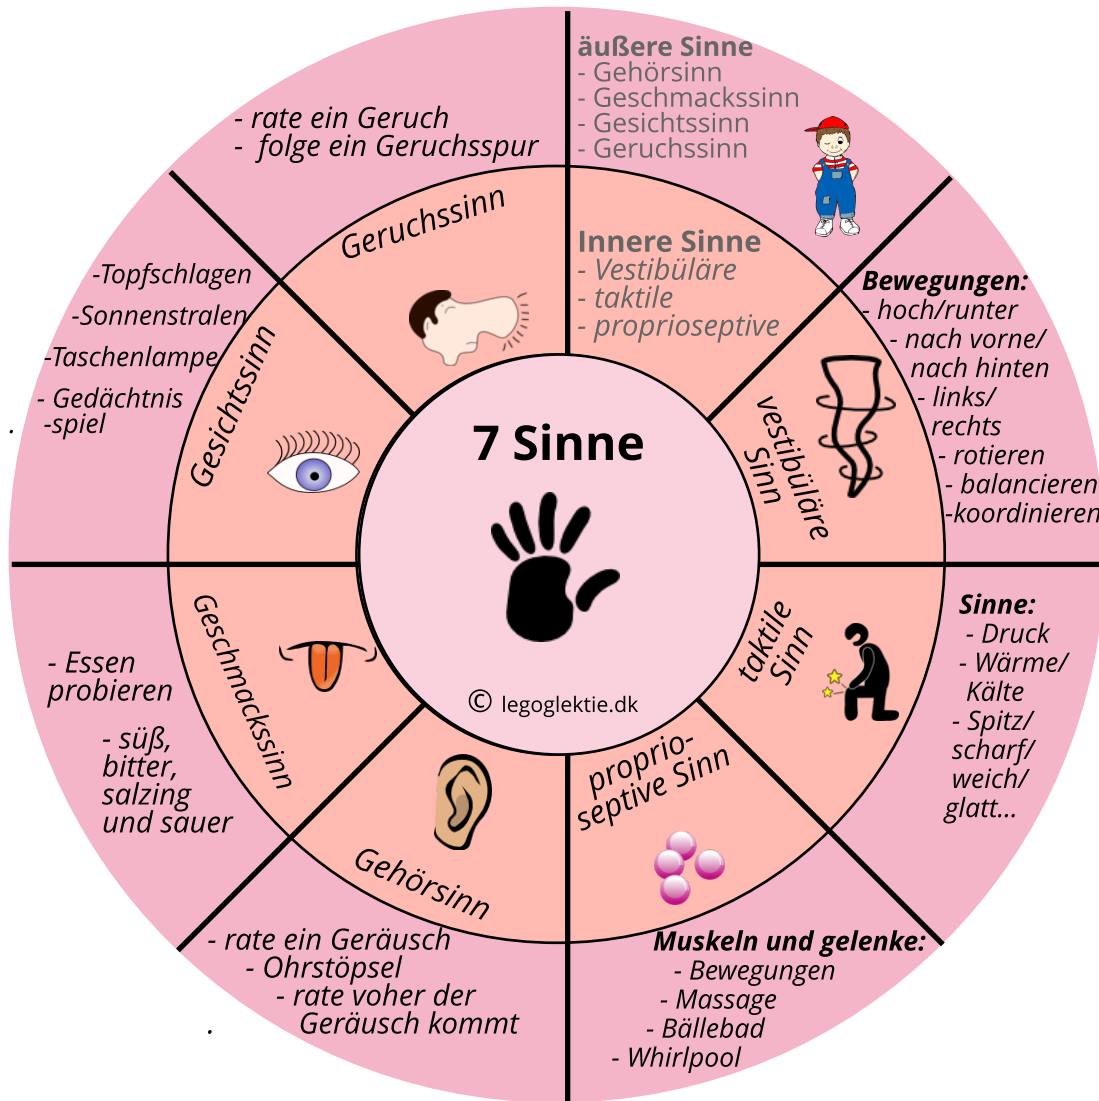 7 Sinne
© legoglektie.dk
äußere Sinne
- Gehörsinn
- Geschmackssinn
- Gesichtssinn
- Geruchssinn
Innere Sinne
- Vestibüläre
- taktile
- proprioseptive
Bewegungen:
- hoch/runter
- nach vorne/
nach hinten
- links/
rechts
- rotieren
- balancieren
-koordinieren
vestibüläre
Sinn
Sinne:
- Druck
- Wärme/
Kälte
- Spitz/
scharf/
weich/
glatt...
taktile
Sinn
proprio-
septive Sinn
Muskeln und gelenke:
- Bewegungen
- Massage
- Bällebad
- Whirlpool
Gehörsinn
- rate ein Geräusch
- Ohrstöpsel
- rate voher der
Geräusch kommt
.
Geschmackssinn
- Essen
probieren
- süß,
bitter,
salzing
und sauer
Gesichtssinn
-Topfschlagen
-Sonnenstralen
-Taschenlampe
- Gedächtnis
-spiel
.
Geruchssinn
- rate ein Geruch
- folge ein Geruchsspur